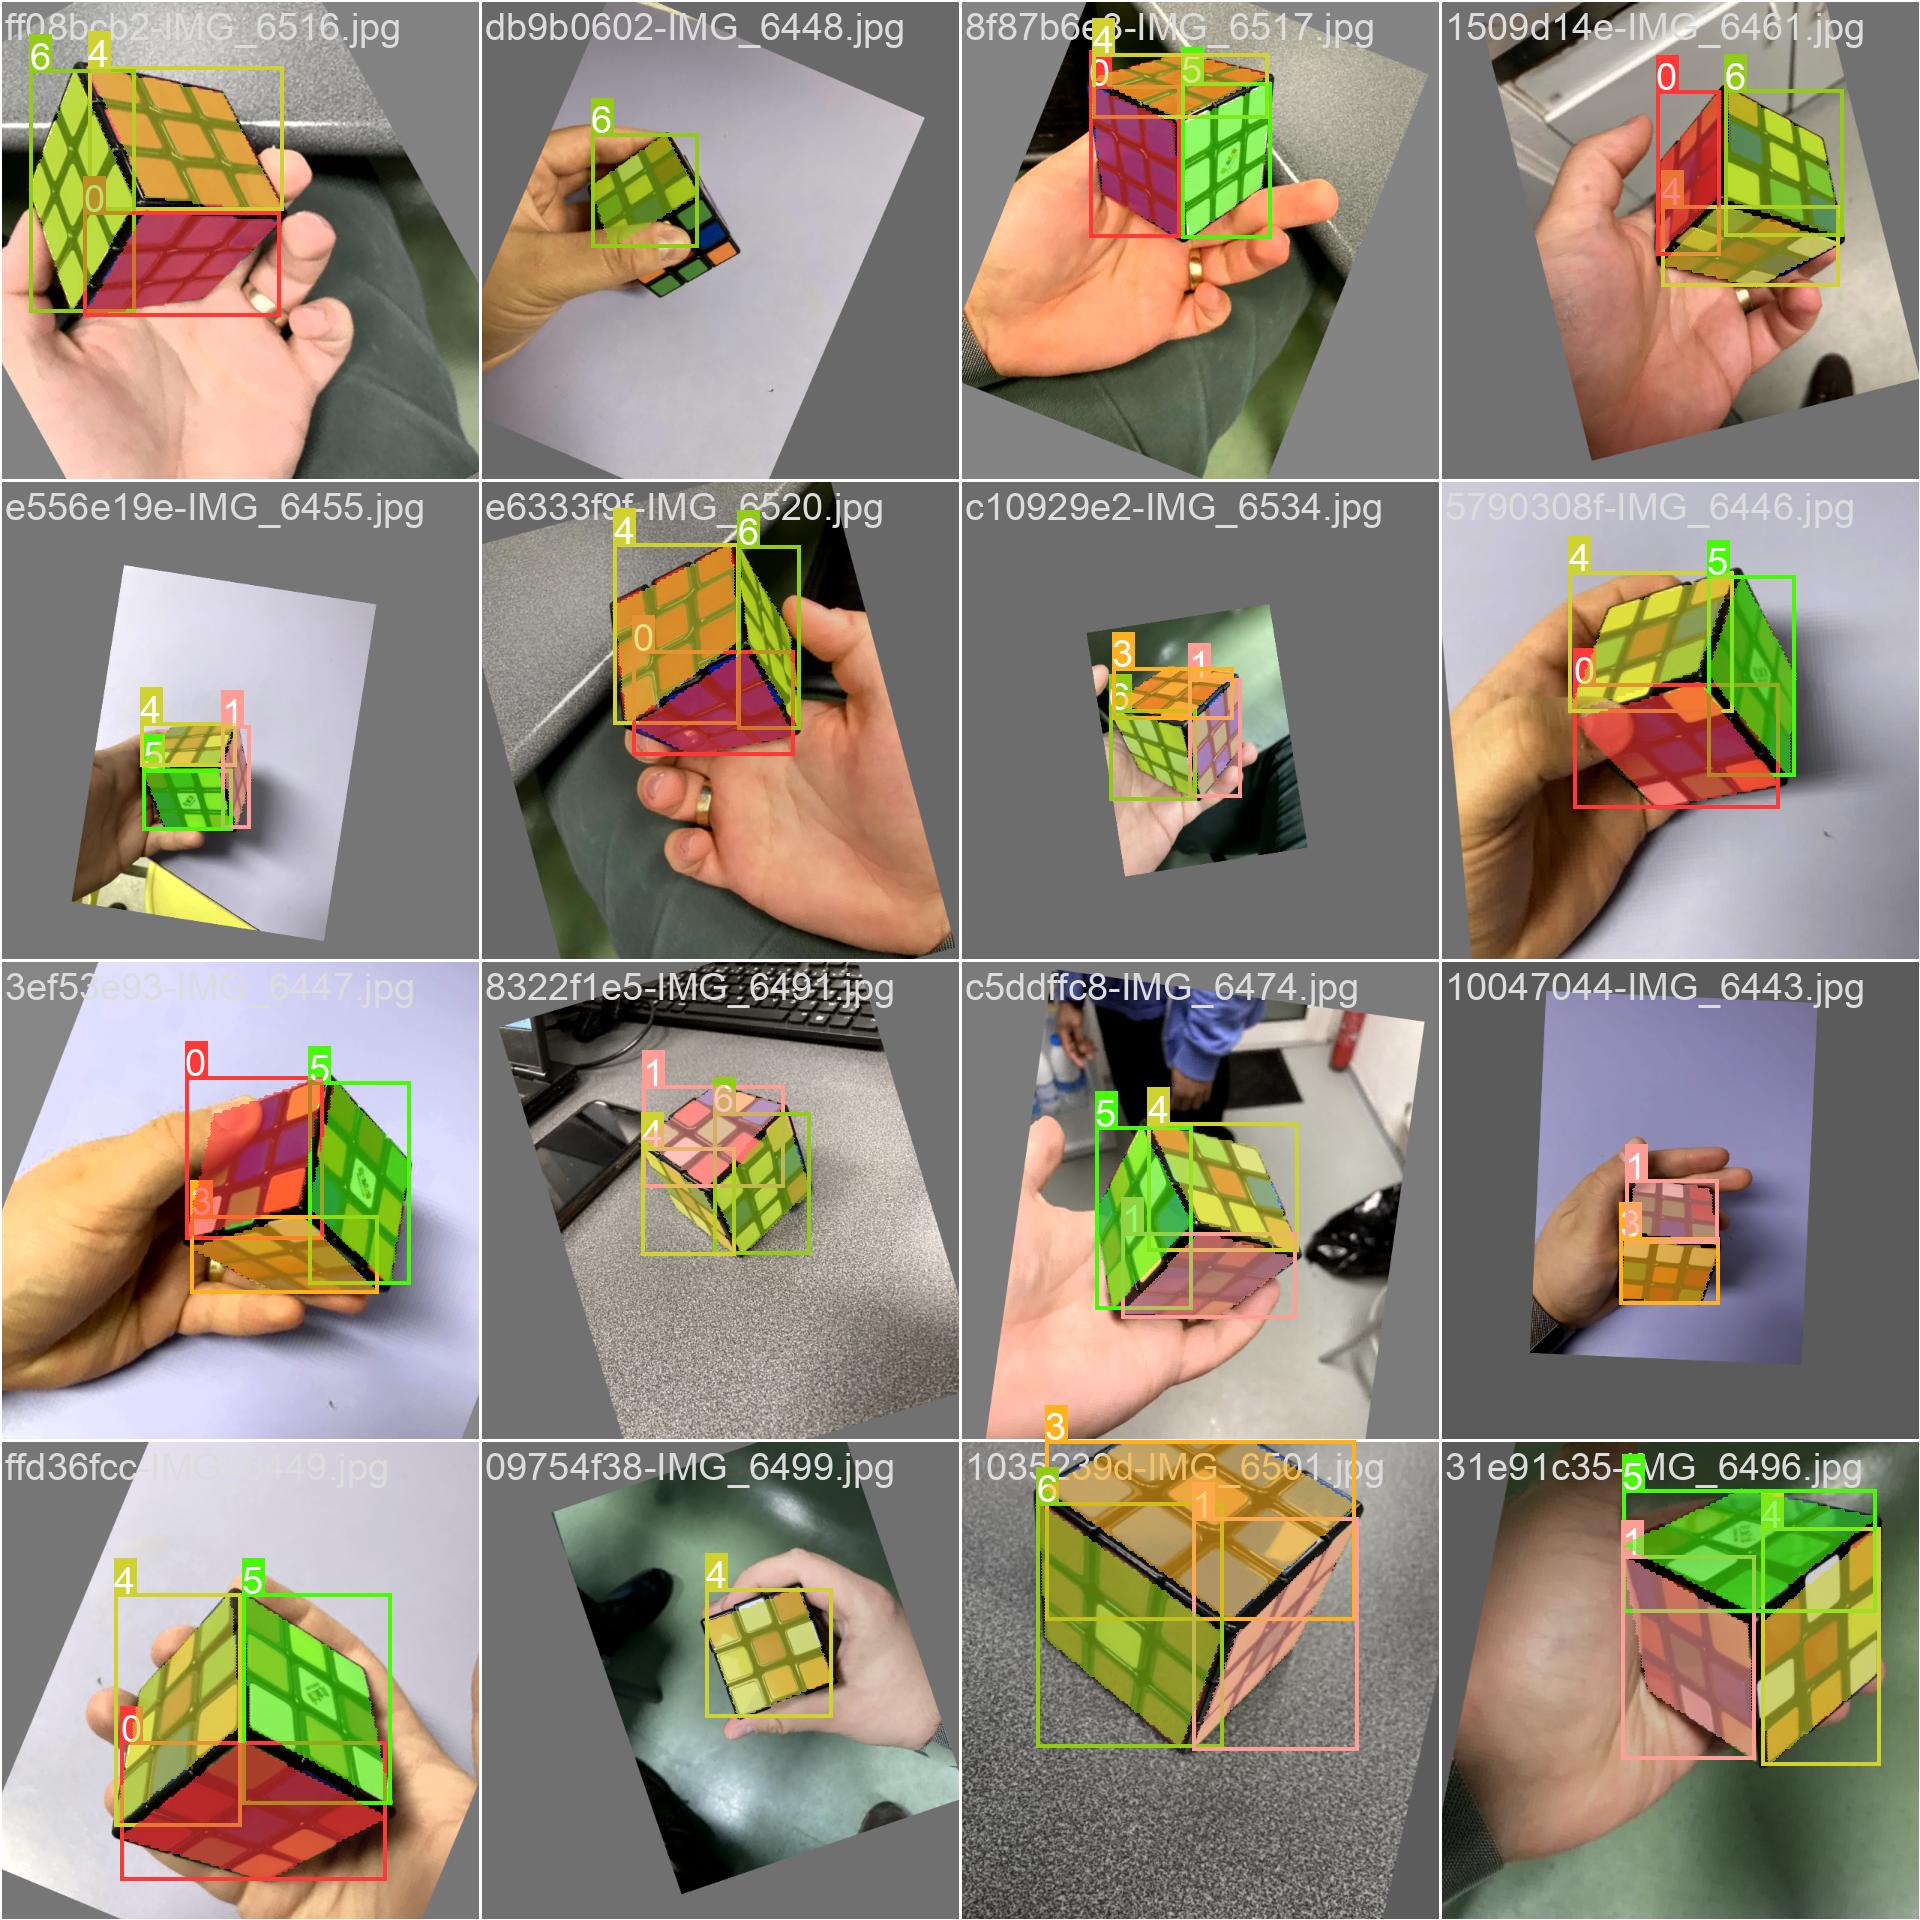 ff08bcb2-IMG_6516.jpg
6 4
0
db9b0602-IMG_6448.jpg
6
8f87b6e3-IMG_6517.jpg
4
0 5
1509d14e-IMG_6461.jpg
0 6
4
e556e19e-IMG_6455.jpg
4 1
5
e6333f9f-IMG_6520.jpg
4 6
0
c10929e2-IMG_6534.jpg
3 1
6
5790308f-IMG_6446.jpg
4 5
0
3ef53e93-IMG_6447.jpg
0 5
3
8322f1e5-IMG_6491.jpg
1
6
4
c5ddffc8-IMG_6474.jpg
5 4
1
10047044-IMG_6443.jpg
1
3
ffd36fcc-IMG_6449.jpg
4 5
0
09754f38-IMG_6499.jpg
4
3
1035239d-IMG_6501.jpg
6
1
31e91c35-IMG_6496.jpg
5
4
1